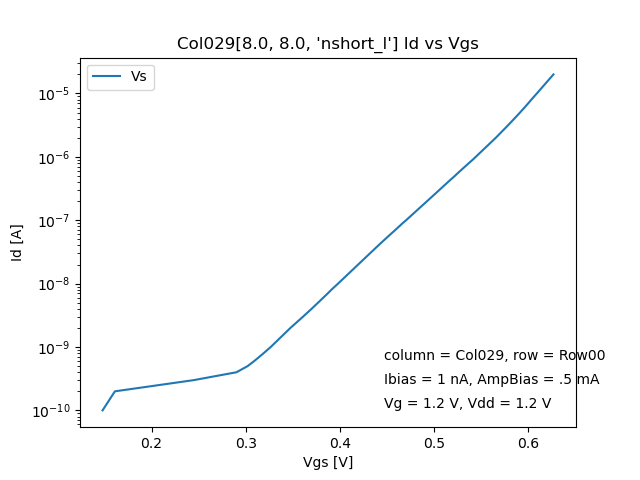 Col029[8.0, 8.0, 'nshort_l'] Id vs Vgs
Vs
Id [A]
10⁻⁵
10⁻⁶
10⁻⁷
10⁻⁸
10⁻⁹
10⁻¹⁰
column = Col029, row = Row00
Ibias = 1 nA, AmpBias = .5 mA
Vg = 1.2 V, Vdd = 1.2 V
0.2 0.3 0.4 0.5 0.6
Vgs [V]